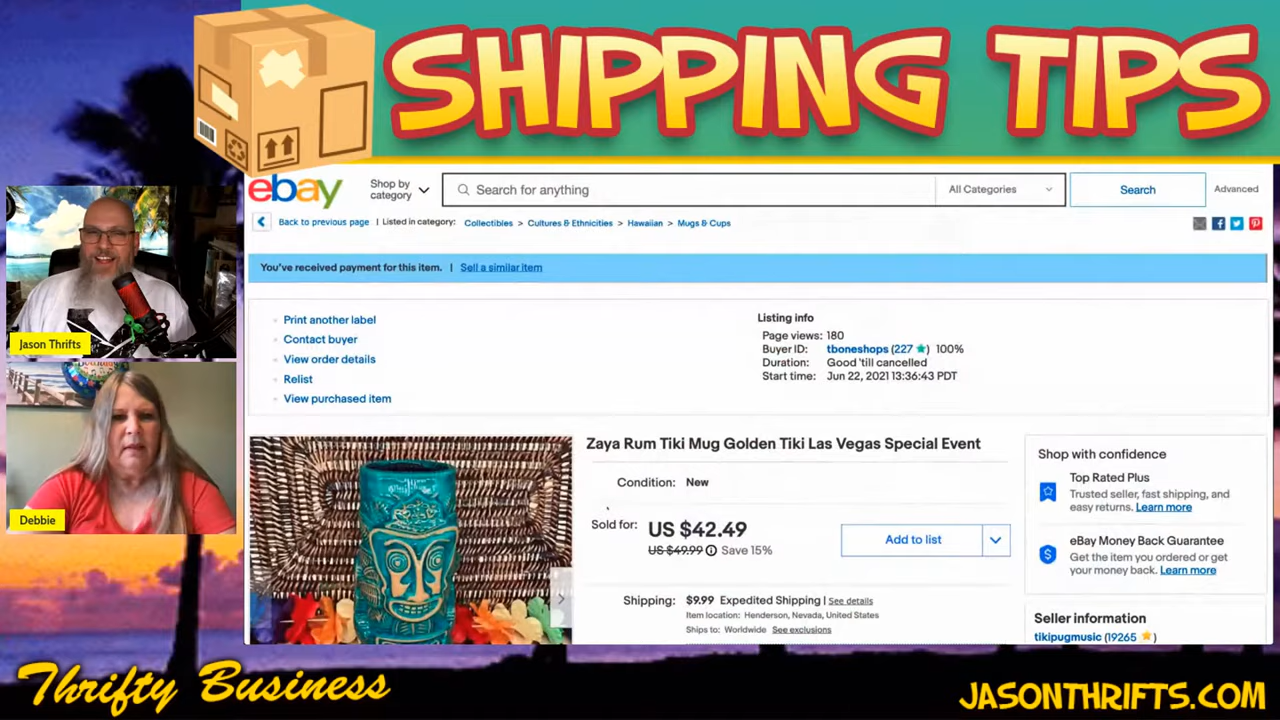 SHIPPING TIPS
ebay
Shop by category
Search for anything
All Categories
Search
Advanced
Back to previous page | Listed in category: Collectibles > Cultures & Ethnicities > Hawaiian > Mugs & Cups
You've received payment for this item. | Sell a similar item
Print another label
Contact buyer
View order details
Relist
View purchased item
Listing info
Page views: 180
Buyer ID: tboneshops (227 ) 100%
Duration: Good 'till cancelled
Start time: Jun 22, 2021 13:36:43 PDT
Zaya Rum Tiki Mug Golden Tiki Las Vegas Special Event
Condition: New
Sold for: US $42.49
US $49.99 Save 15%
Add to list
Shipping: $9.99 Expedited Shipping | See details
Item location: Henderson, Nevada, United States
Ships to: Worldwide See exclusions
Shop with confidence
Top Rated Plus
Trusted seller, fast shipping, and
easy returns. Learn more
eBay Money Back Guarantee
Get the item you ordered or get
your money back. Learn more
Seller information
tikipugmusic (19265 )
Jason Thrifts
Debbie
Thrifty Business
JASONTHRIFTS.COM